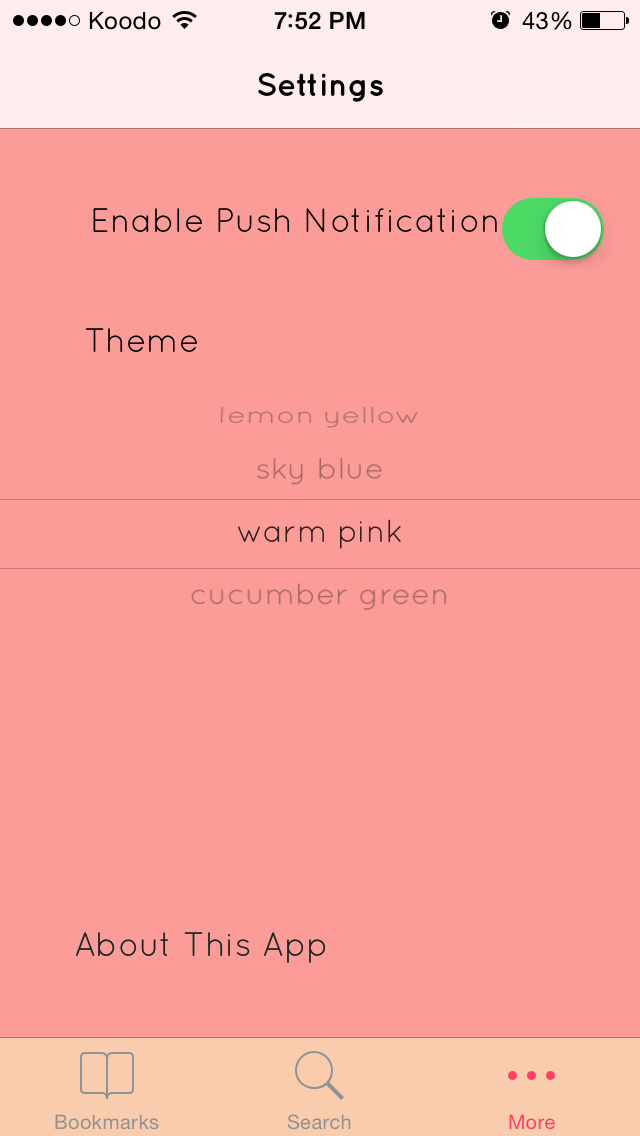 Koodo 7:52 PM 43%
Settings
Enable Push Notification
Theme
lemon yellow
sky blue
warm pink
cucumber green
About This App
Bookmarks Search More